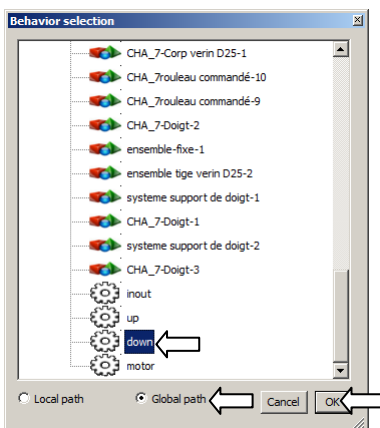 Behavior selection
CHA_7-Corp verin D25-1
CHA_7rouleau commandé-10
CHA_7rouleau commandé-9
CHA_7-Doigt-2
ensemble-fixe-1
ensemble tige verin D25-2
systeme support de doigt-1
CHA_7-Doigt-1
systeme support de doigt-2
CHA_7-Doigt-3
inout
up
down
motor
Local path Global path Cancel OK